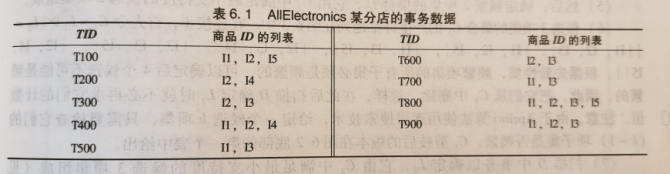 表 6.1 AllElectronics 某分店的事务数据
TID 商品 ID 的列表 TID 商品 ID 的列表
T100 I1, I2, I5 T600 I2, I3
T200 I2, I4 T700
T300 I2, I3 T800 I1, I2, I3, I5
T400 I1, I2, I4 T900 I1, I2, I3
T500 I1, I3